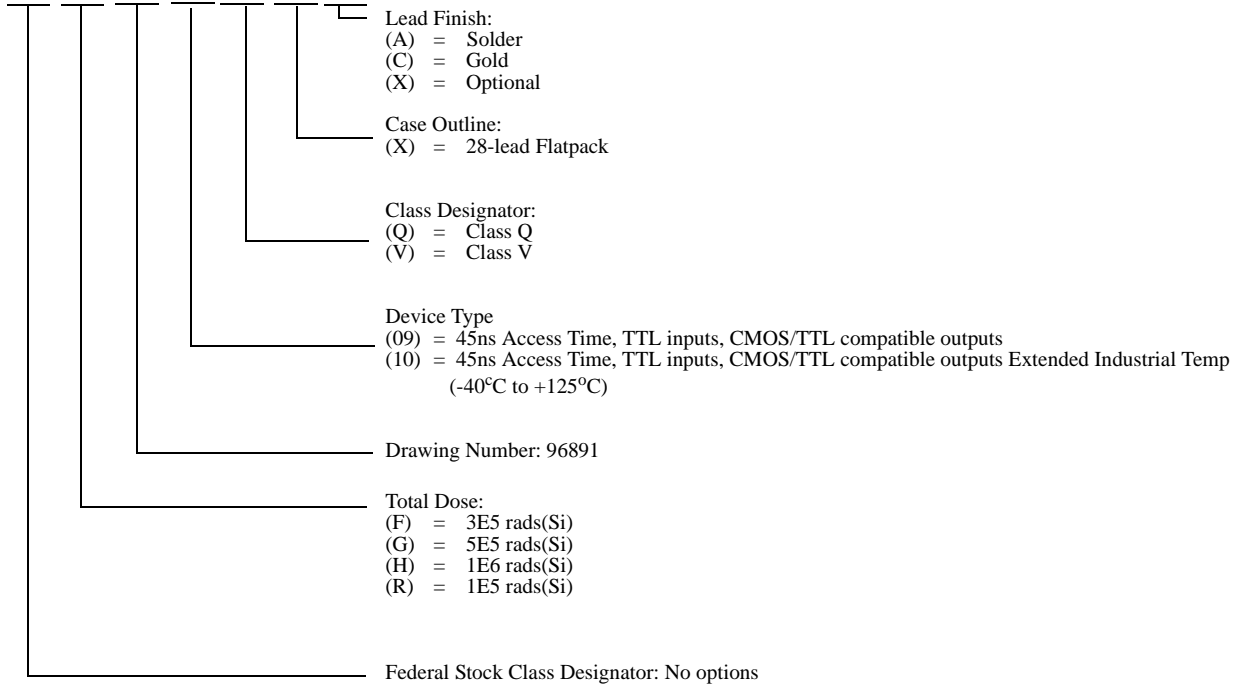 Lead Finish:
(A) = Solder
(C) = Gold
(X) = Optional
Case Outline:
(X) = 28-lead Flatpack
Class Designator:
(Q) = Class Q
(V) = Class V
Device Type
(09) = 45ns Access Time, TTL inputs, CMOS/TTL compatible outputs
(10) = 45ns Access Time, TTL inputs, CMOS/TTL compatible outputs Extended Industrial Temp
(-40ᶜC to +125ᵒC)
Drawing Number: 96891
Total Dose:
(F) = 3E5 rads(Si)
(G) = 5E5 rads(Si)
(H) = 1E6 rads(Si)
(R) = 1E5 rads(Si)
Federal Stock Class Designator: No options